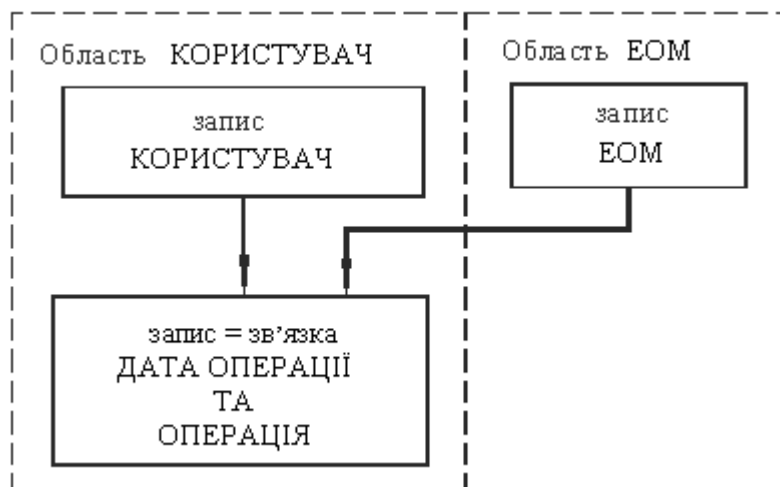 Область КОРИСТУВАЧ
запис
КОРИСТУВАЧ
Область ЕОМ
запис
ЕОМ
запис = зв’язка
ДАТА ОПЕРАЦІЇ
ТА
ОПЕРАЦІЯ